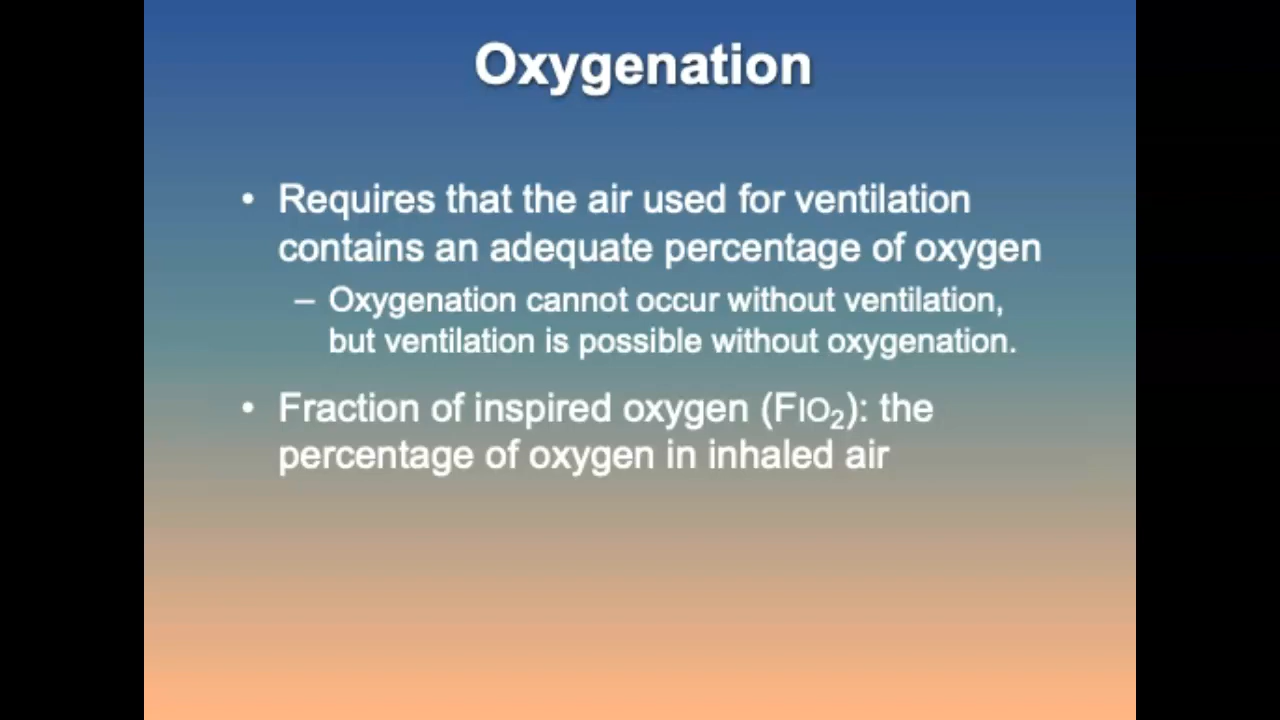 Oxygenation
• Requires that the air used for ventilation
contains an adequate percentage of oxygen
– Oxygenation cannot occur without ventilation,
but ventilation is possible without oxygenation.
• Fraction of inspired oxygen (FIO₂): the
percentage of oxygen in inhaled air